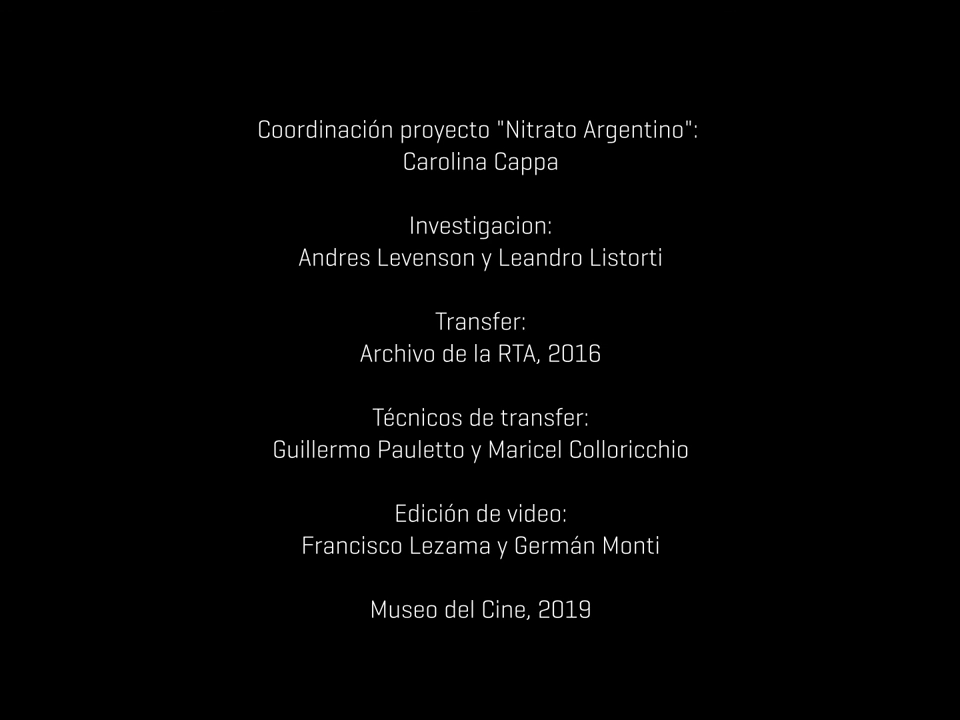 Coordinación proyecto "Nitrato Argentino":
Carolina Cappa
Investigacion:
Andres Levenson y Leandro Listorti
Transfer:
Archivo de la RTA, 2016
Técnicos de transfer:
Guillermo Pauletto y Maricel Colloricchio
Edición de video:
Francisco Lezama y Germán Monti
Museo del Cine, 2019